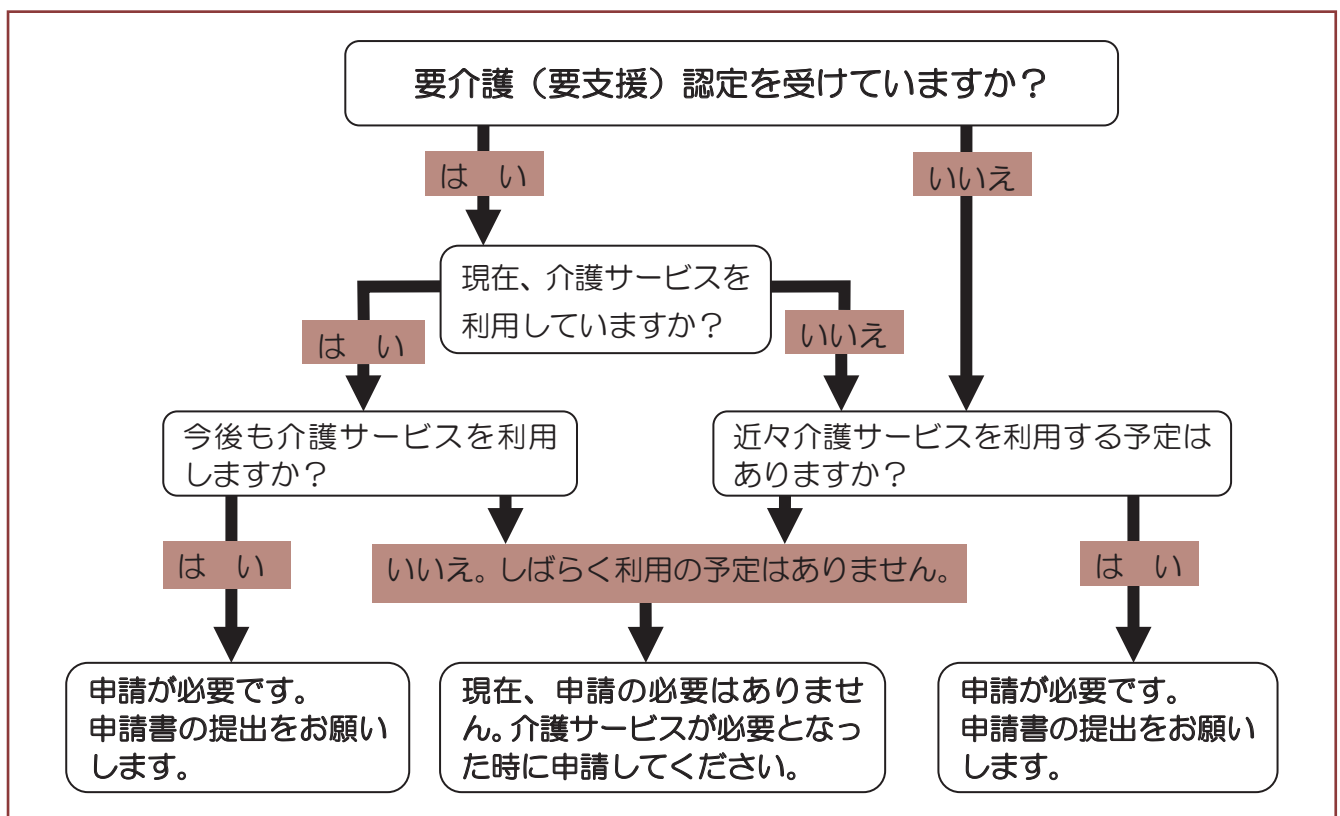 要介護（要支援）認定を受けていますか？
は　い
いいえ
現在、介護サービスを
利用していますか？
は　い
いいえ
今後も介護サービスを利用
しますか？
近々介護サービスを利用する予定は
ありますか？
は　い
いいえ。しばらく利用の予定はありません。
は　い
申請が必要です。
申請書の提出をお願い
します。
現在、申請の必要はありませ
ん。介護サービスが必要となっ
た時に申請してください。
申請が必要です。
申請書の提出をお願い
します。